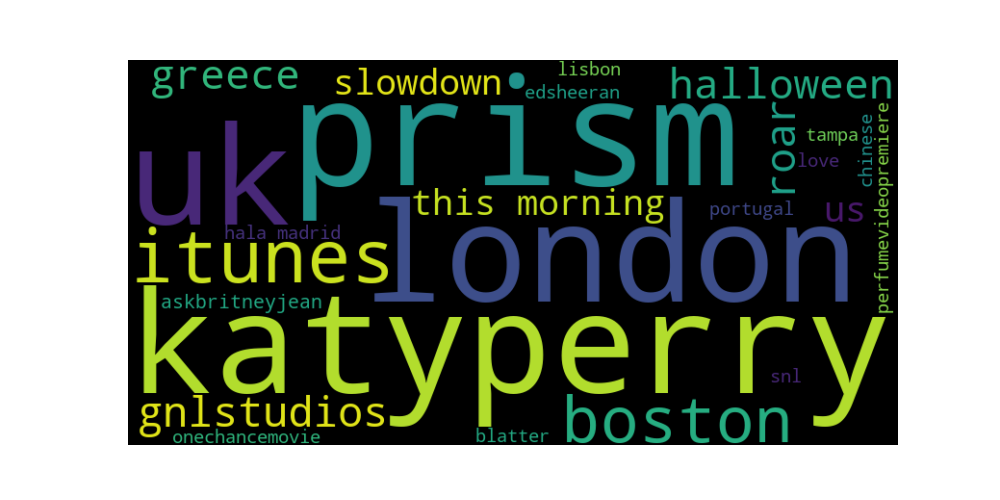 greece
slowdown
lisbon
edsheeran
halloween
prism
uk
roar
tampa
love
chinese
perfumevideopremiere
this morning
portugal
us
hala madrid
itunes
london
askbritneyjean
katyperry
snl
gnlstudios
boston
onechancemovie
blatter